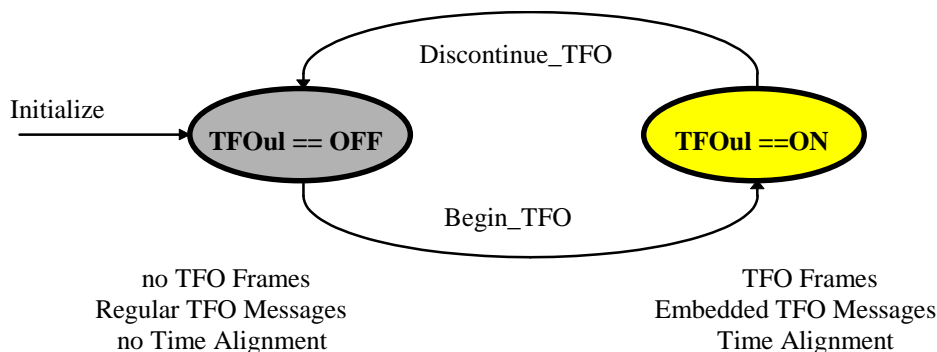 Discontinue_TFO
Initialize
TFOul == OFF
TFOul ==ON
Begin_TFO
no TFO Frames
Regular TFO Messages
no Time Alignment
TFO Frames
Embedded TFO Messages
Time Alignment